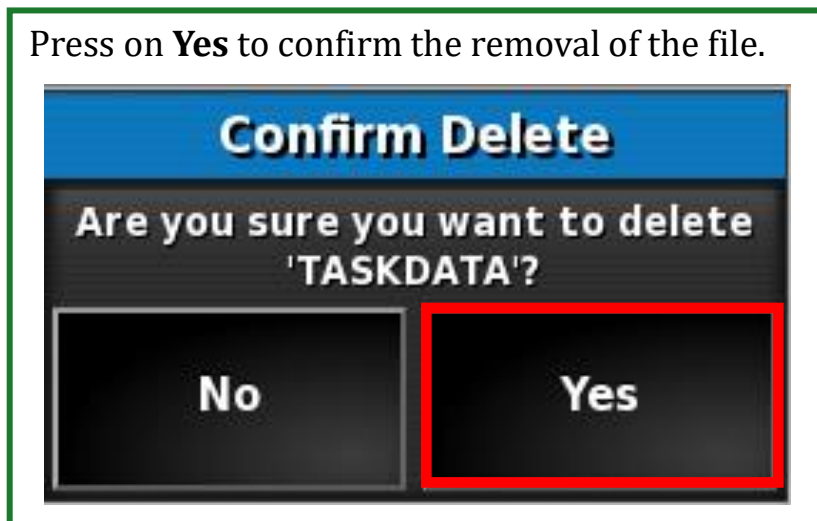 Press on Yes to confirm the removal of the file.
Confirm Delete
Are you sure you want to delete
'TASKDATA'?
No
Yes